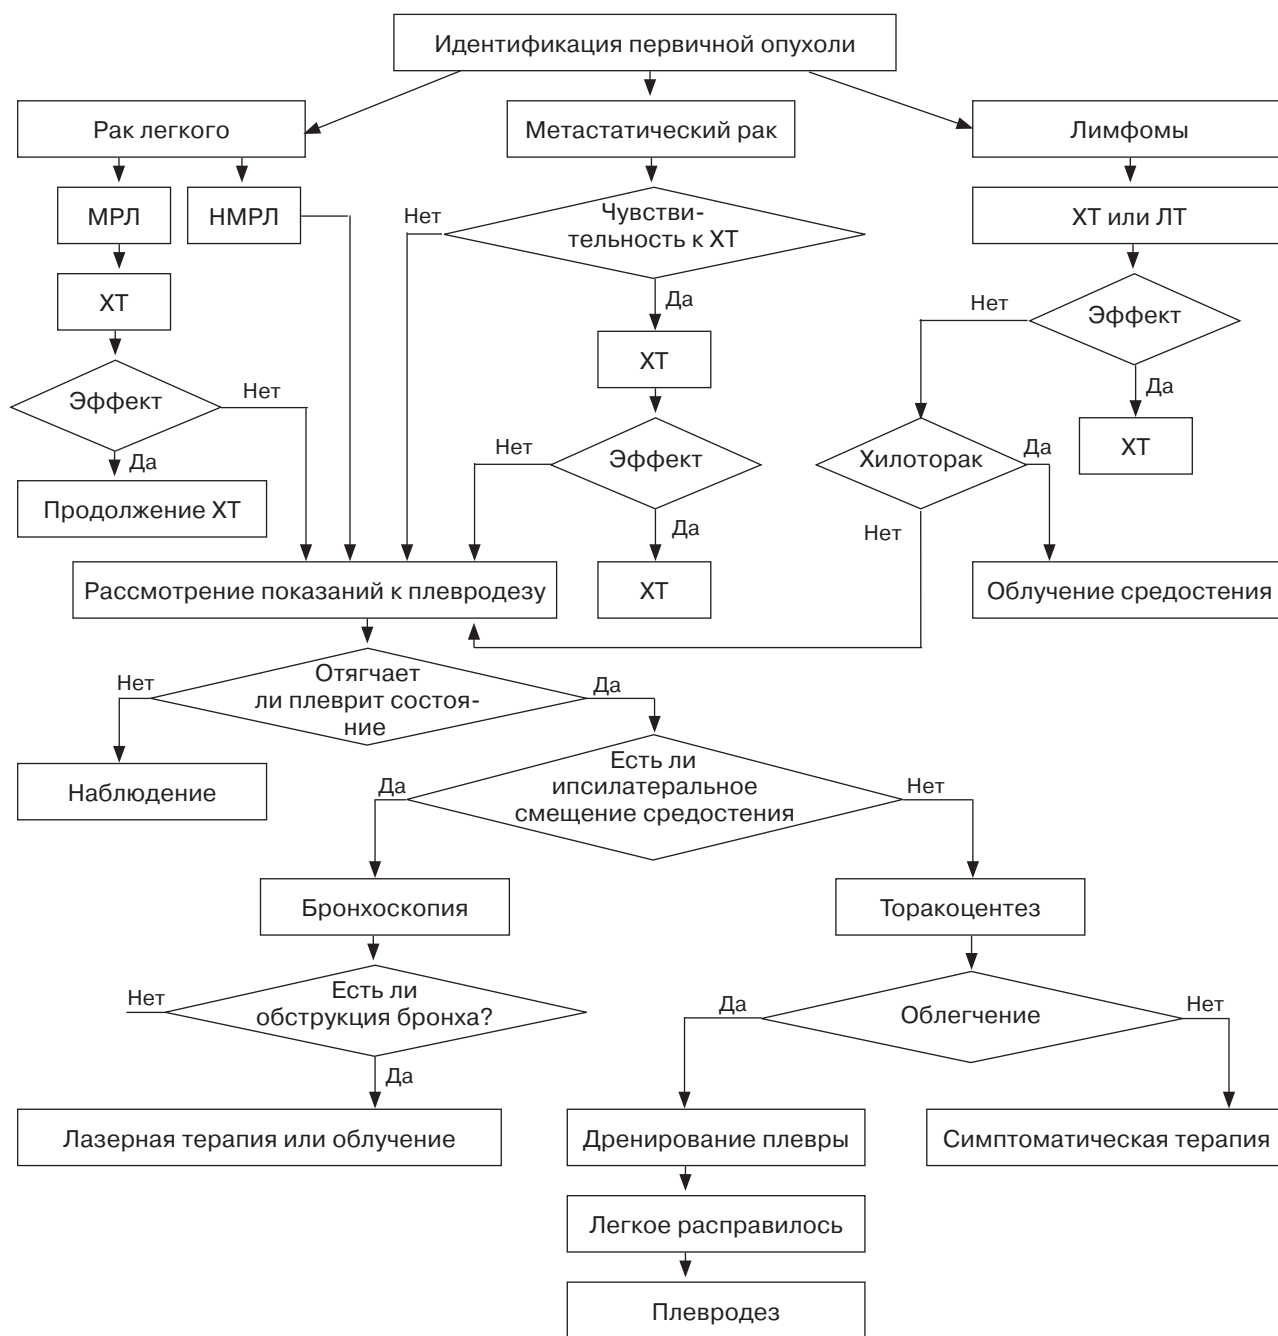 Идентификация первичной опухоли
Рак легкого
Метастатический рак
Лимфомы
МРЛ
НМРЛ
Нет
Чувстви-
тельность к ХТ
ХТ или ЛТ
ХТ
Да
Нет
Эффект
ХТ
Эффект
Нет
Да
ХТ
Да
Нет
Эффект
Хилоторак
Да
Продолжение ХТ
Да
Нет
ХТ
Рассмотрение показаний к плевродезу
Облучение средостения
Нет
Отягчает
ли плеврит состоя-
ние
Да
Наблюдение
Да
Есть ли
ипсилатеральное
смещение средостения
Нет
Бронхоскопия
Торакоцентез
Нет
Есть ли
обструкция бронха?
Да
Облегчение
Нет
Да
Лазерная терапия или облучение
Дренирование плевры
Симптоматическая терапия
Легкое расправилось
Плевродез